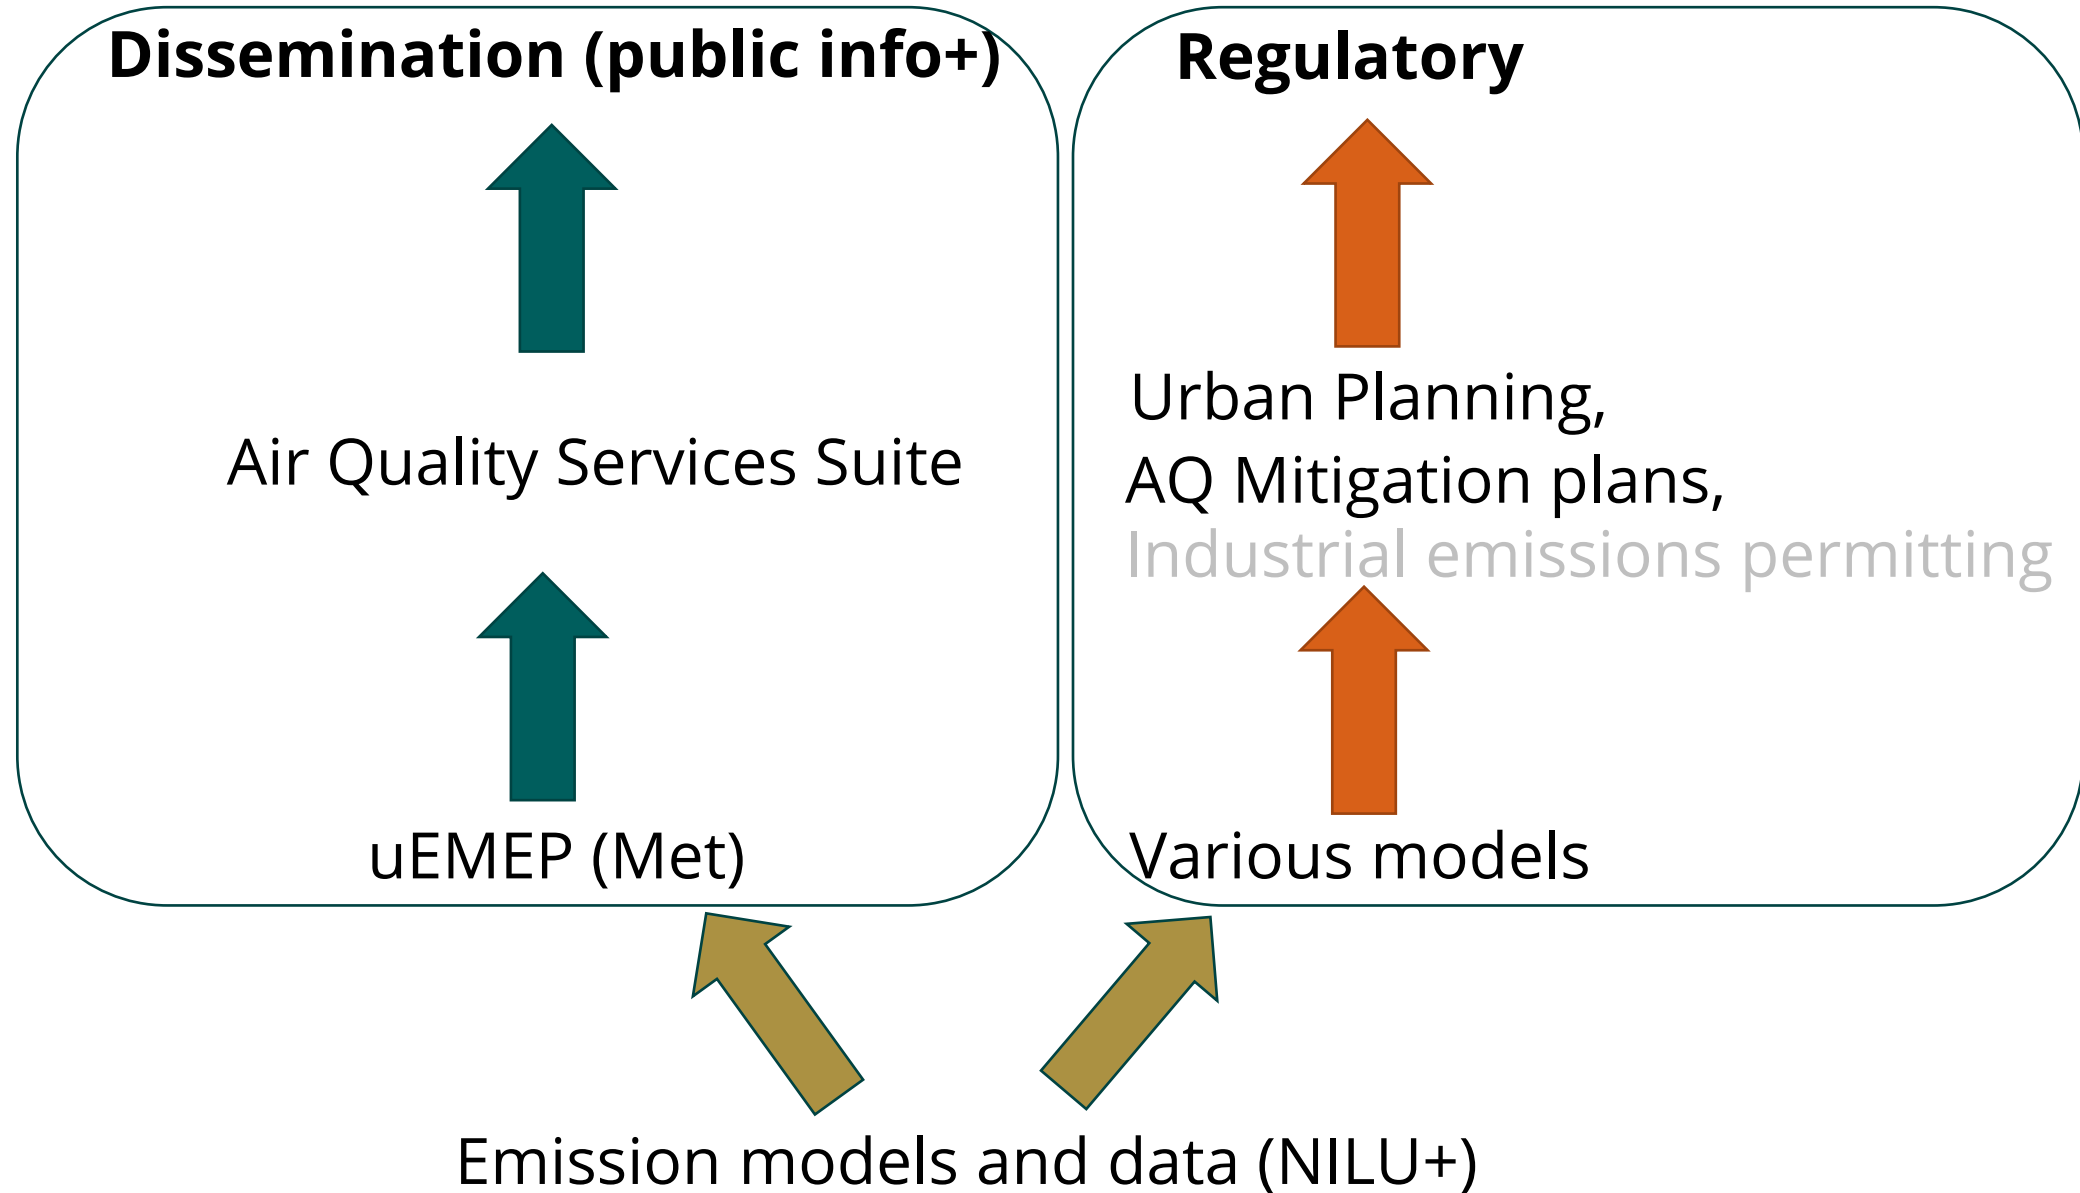 Dissemination (public info+)
Air Quality Services Suite
uEMEP (Met)
Regulatory
Urban Planning,
AQ Mitigation plans,
Industrial emissions permitting
Various models
Emission models and data (NILU+)